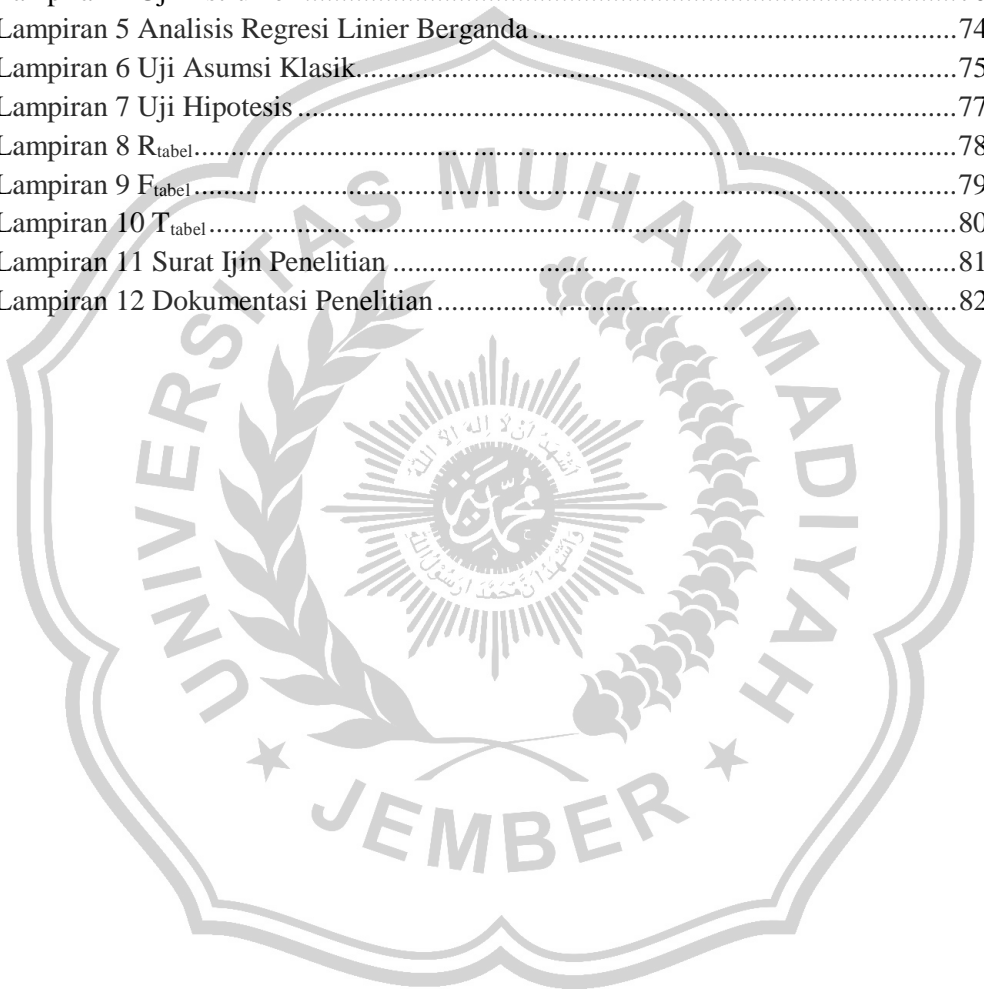 Lampiran 5 Analisis Regresi Linier Berganda....................74
Lampiran 6 Uji Asumsi Klasik....................75
Lampiran 7 Uji Hipotesis....................77
Lampiran 8 Rtabel....................78
Lampiran 9 Ftabel....................79
Lampiran 10 Ttabel....................80
Lampiran 11 Surat Ijin Penelitian....................81
Lampiran 12 Dokumentasi Penelitian....................82
UNIVERSITAS MUHAMMADIYAH
JEMBER